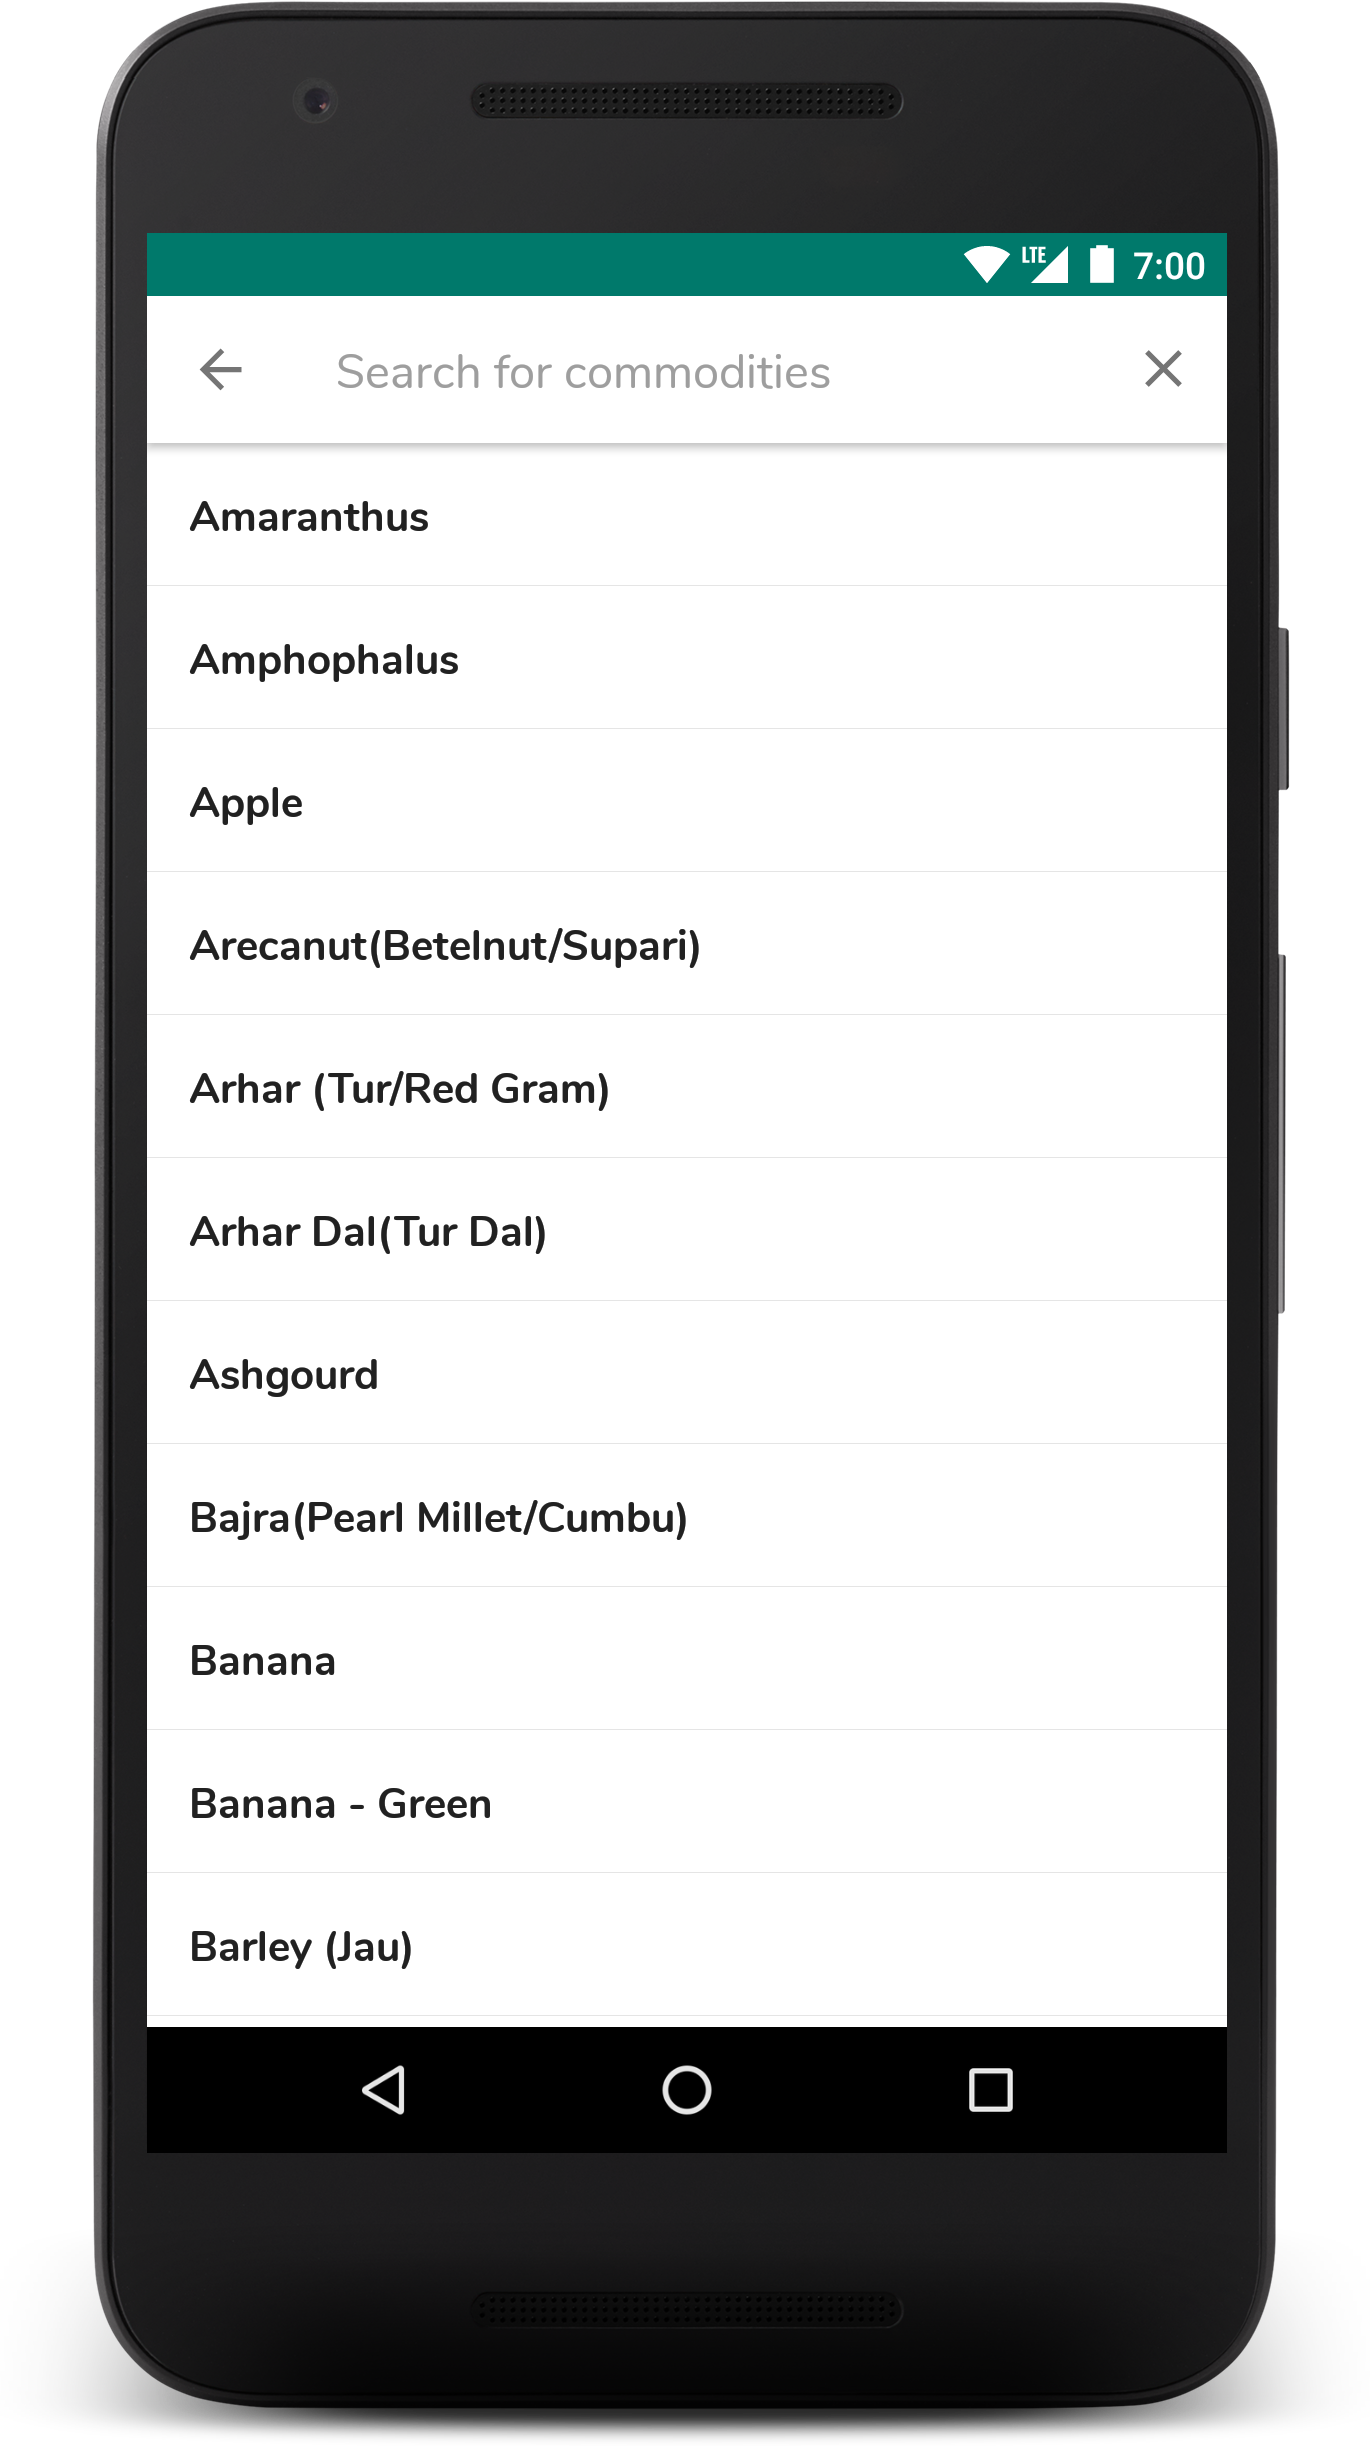 LTE 7:00
Search for commodities
Amaranthus
Amphophalus
Apple
Arecanut(Betelnut/Supari)
Arhar (Tur/Red Gram)
Arhar Dal(Tur Dal)
Ashgourd
Bajra(Pearl Millet/Cumbu)
Banana
Banana - Green
Barley (Jau)